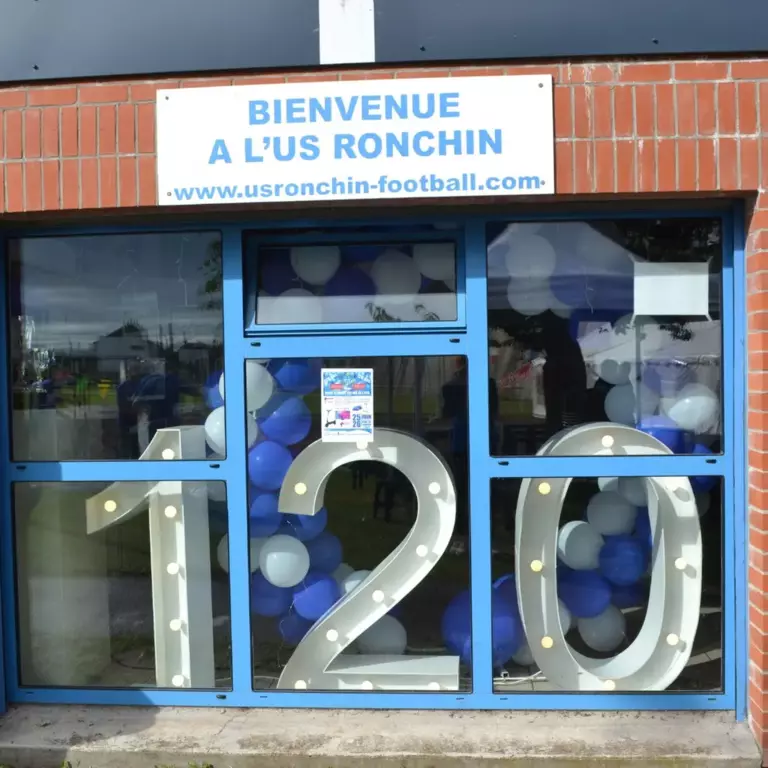 BIENVENUE
A L'US RONCHIN
www.usronchin-football.com
120